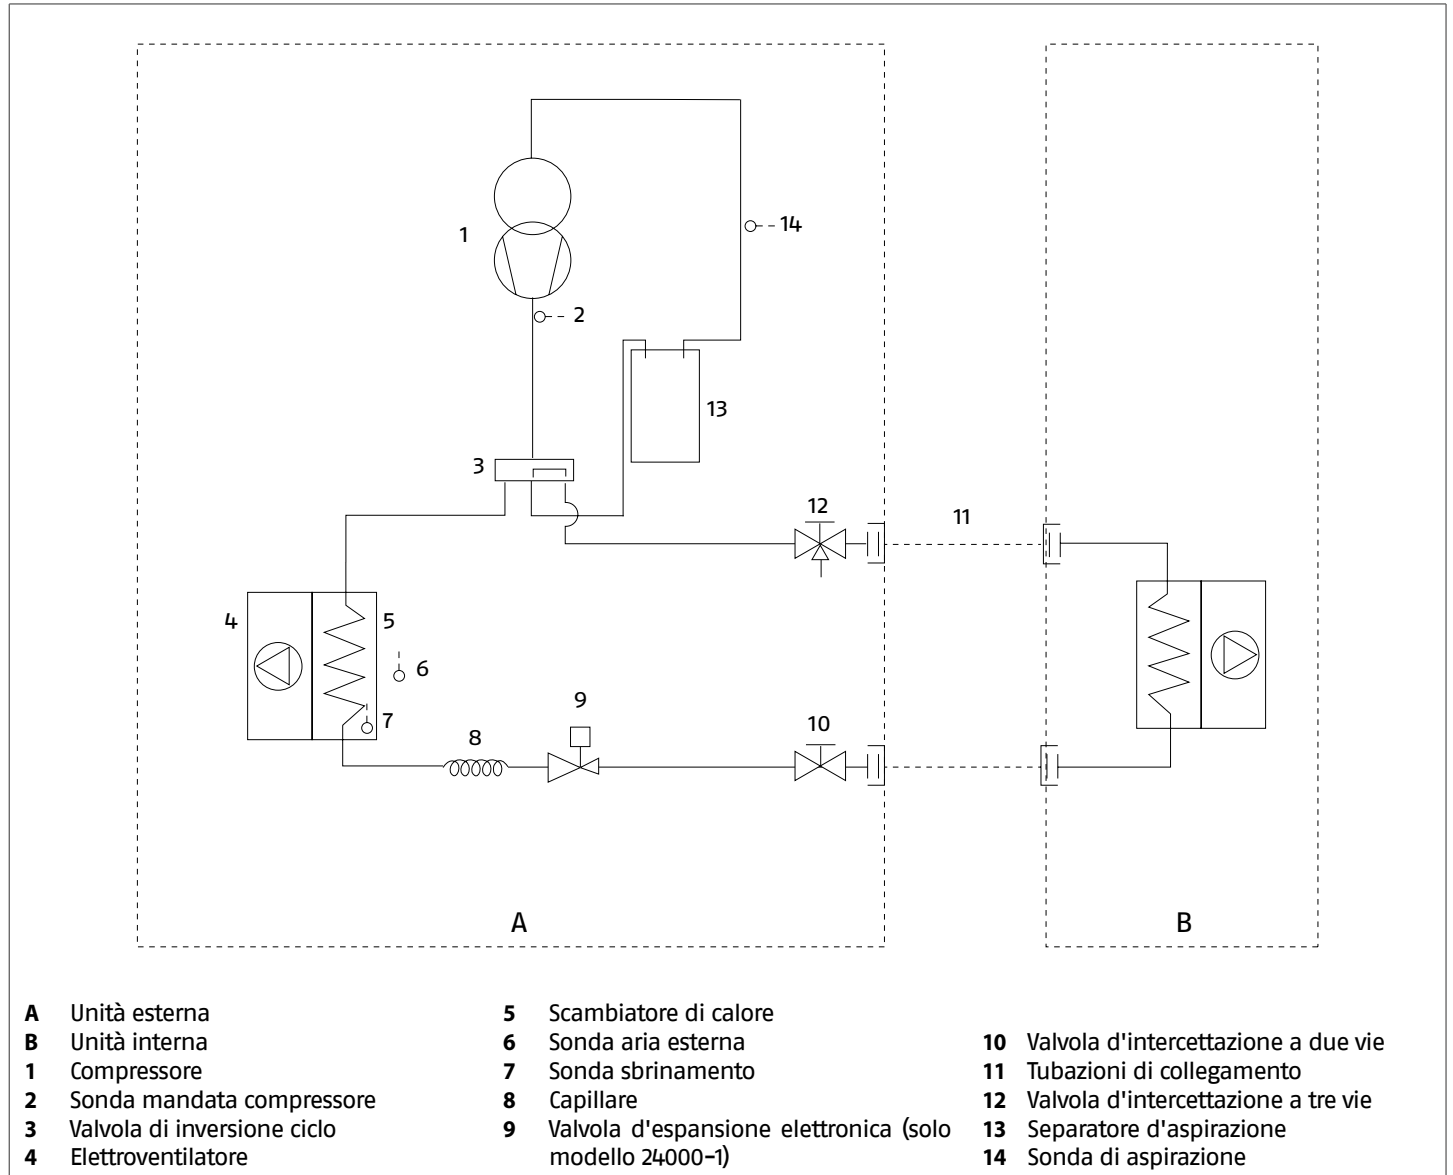 1
14
2
13
3
12
11
4
5
6
7
9
8
10
A
B
A Unità esterna
B Unità interna
1 Compressore
2 Sonda mandata compressore
3 Valvola di inversione ciclo
4 Elettroventilatore
5 Scambiatore di calore
6 Sonda aria esterna
7 Sonda sbrinamento
8 Capillare
9 Valvola d'espansione elettronica (solo
modello 24000-1)
10 Valvola d'intercettazione a due vie
11 Tubazioni di collegamento
12 Valvola d'intercettazione a tre vie
13 Separatore d'aspirazione
14 Sonda di aspirazione